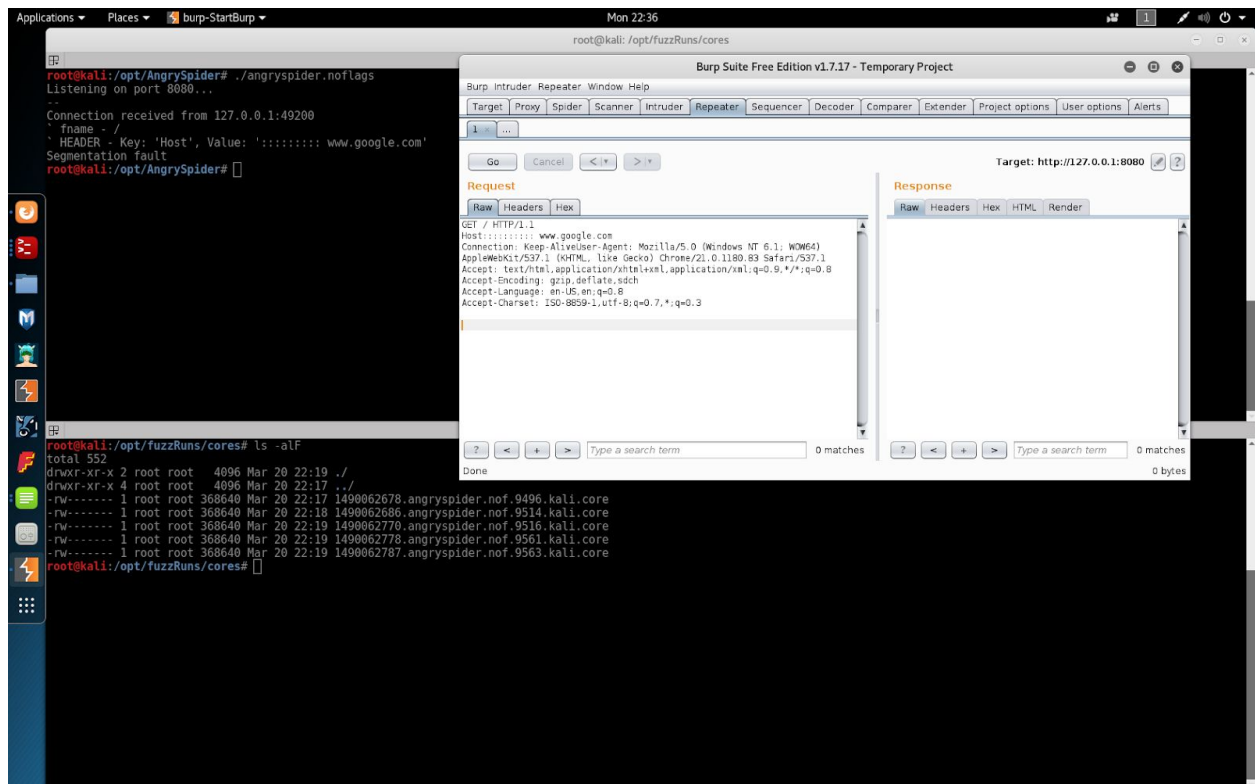 Applications Places burp-StartBurp Mon 22:36 1
root@kali: /opt/fuzzRuns/cores
root@kali:/opt/AngrySpider# ./angryspider.noflags
Listening on port 8080...
--
Connection received from 127.0.0.1:49200
` fname - /
` HEADER - Key: 'Host', Value: '::::::::: www.google.com'
Segmentation fault
root@kali:/opt/AngrySpider#
Burp Suite Free Edition v1.7.17 - Temporary Project
Burp Intruder Repeater Window Help
Target Proxy Spider Scanner Intruder Repeater Sequencer Decoder Comparer Extender Project options User options Alerts
1 × ...
Go Cancel < > Target: http://127.0.0.1:8080 ?
Request
Raw Headers Hex
GET / HTTP/1.1
Host:::::::::: www.google.com
Connection: Keep-AliveUser-Agent: Mozilla/5.0 (Windows NT 6.1; WOW64)
AppleWebKit/537.1 (KHTML, like Gecko) Chrome/21.0.1180.83 Safari/537.1
Accept: text/html,application/xhtml+xml,application/xml;q=0.9,*/*;q=0.8
Accept-Encoding: gzip,deflate,sdch
Accept-Language: en-US,en;q=0.8
Accept-Charset: ISO-8859-1,utf-8;q=0.7,*;q=0.3
? < + > Type a search term 0 matches
Done
Response
Raw Headers Hex HTML Render
? < + > Type a search term 0 matches
0 bytes
root@kali:/opt/fuzzRuns/cores# ls -alF
total 552
drwxr-xr-x 2 root root 4096 Mar 20 22:19 ./
drwxr-xr-x 4 root root 4096 Mar 20 22:17 ../
-rw------- 1 root root 368640 Mar 20 22:17 1490062678.angryspider.nof.9496.kali.core
-rw------- 1 root root 368640 Mar 20 22:18 1490062686.angryspider.nof.9514.kali.core
-rw------- 1 root root 368640 Mar 20 22:19 1490062770.angryspider.nof.9516.kali.core
-rw------- 1 root root 368640 Mar 20 22:19 1490062778.angryspider.nof.9561.kali.core
-rw------- 1 root root 368640 Mar 20 22:19 1490062787.angryspider.nof.9563.kali.core
root@kali:/opt/fuzzRuns/cores#